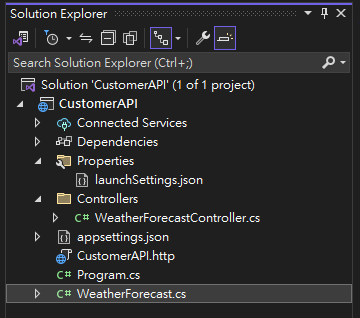 Solution Explorer
Search Solution Explorer (Ctrl+;)
Solution 'CustomerAPI' (1 of 1 project)
CustomerAPI
Connected Services
Dependencies
Properties
launchSettings.json
Controllers
C# WeatherForecastController.cs
appsettings.json
CustomerAPI.http
C# Program.cs
C# WeatherForecast.cs